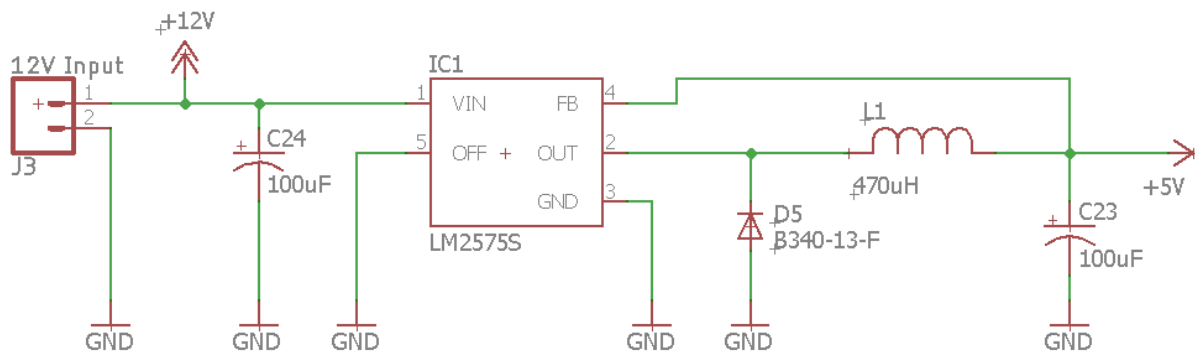 +12V
12V Input
1
2
J3
C24
100uF
IC1
1
VIN
FB
4
5
OFF
OUT
2
GND
3
LM2575S
L1
470uH
+5V
D5
B340-13-F
C23
100uF
GND
GND
GND
GND
GND
GND